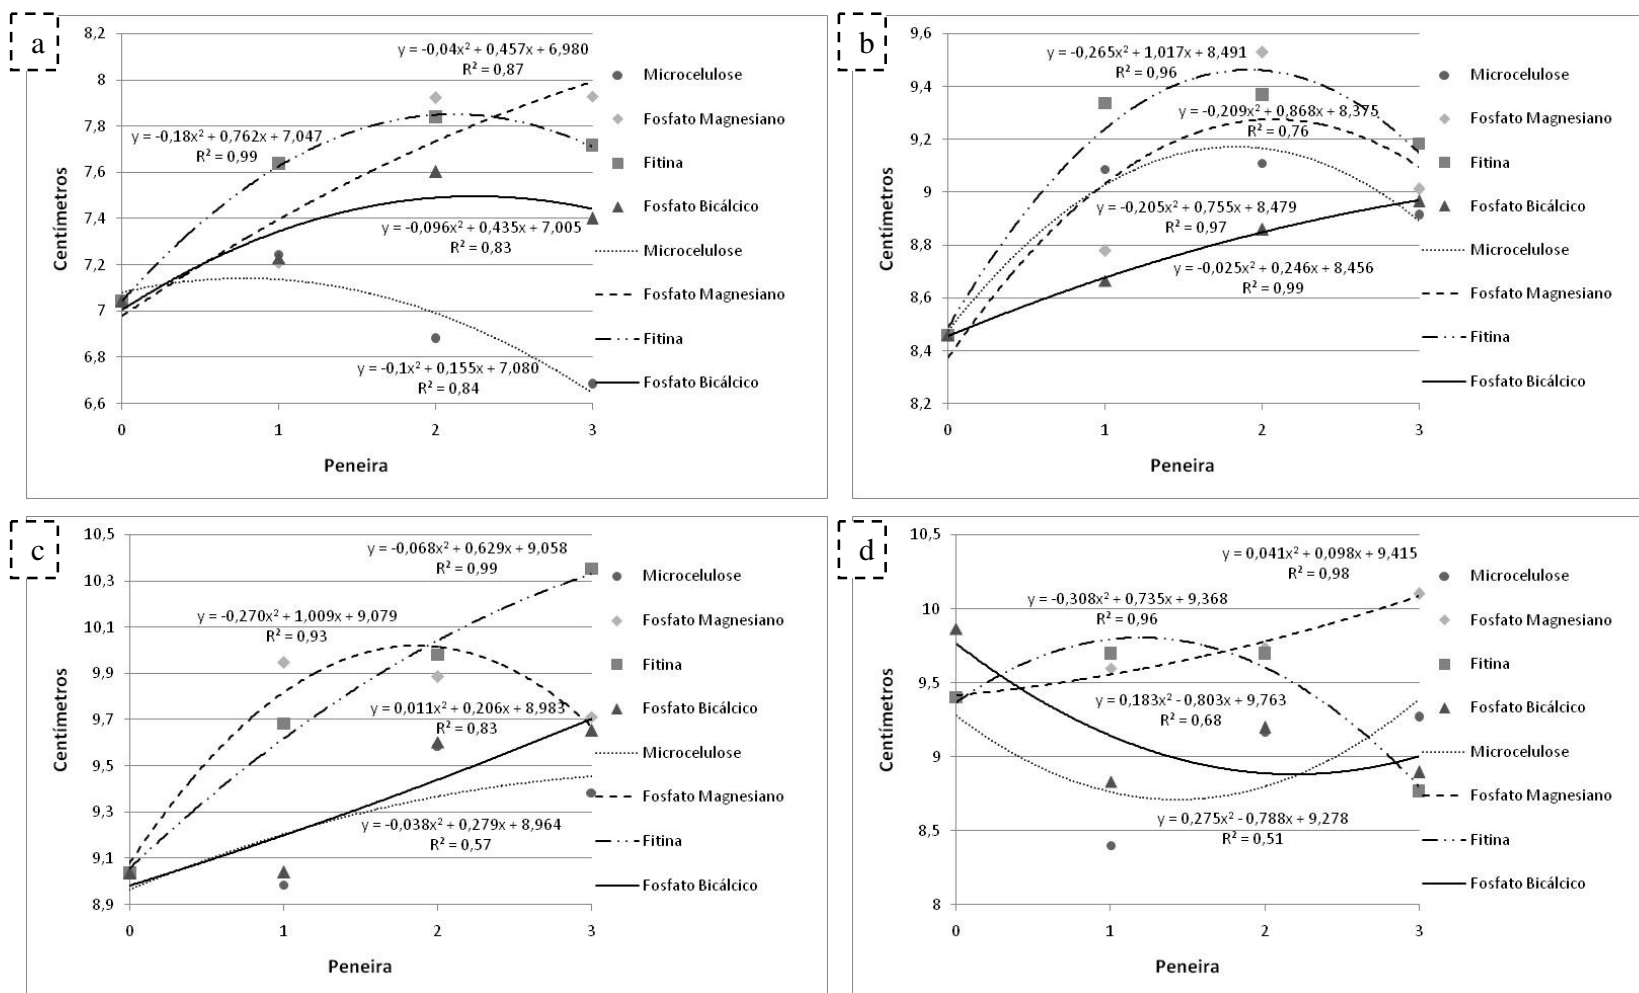 a
8,2
8
7,8
7,6
7,4
7,2
7
6,8
6,6
Centímetros
0
1
2
3
Peneira
y = -0,04x² + 0,457x + 6,980
R² = 0,87
y = -0,18x² + 0,762x + 7,047
R² = 0,99
y = -0,096x² + 0,435x + 7,005
R² = 0,83
y = -0,1x² + 0,155x + 7,080
R² = 0,84
Microcelulose
Fosfato Magnesiano
Fitina
Fosfato Bicálcico
Microcelulose
Fosfato Magnesiano
Fitina
Fosfato Bicálcico
b
9,6
9,4
9,2
9
8,8
8,6
8,4
8,2
Centímetros
0
1
2
3
Peneira
y = -0,265x² + 1,017x + 8,491
R² = 0,96
y = -0,209x² + 0,868x + 8,375
R² = 0,76
y = -0,205x² + 0,755x + 8,479
R² = 0,97
y = -0,025x² + 0,246x + 8,456
R² = 0,99
Microcelulose
Fosfato Magnesiano
Fitina
Fosfato Bicálcico
Microcelulose
Fosfato Magnesiano
Fitina
Fosfato Bicálcico
c
10,5
10,3
10,1
9,9
9,7
9,5
9,3
9,1
8,9
Centímetros
0
1
2
3
Peneira
y = -0,068x² + 0,629x + 9,058
R² = 0,99
y = -0,270x² + 1,009x + 9,079
R² = 0,93
y = 0,011x² + 0,206x + 8,983
R² = 0,83
y = -0,038x² + 0,279x + 8,964
R² = 0,57
Microcelulose
Fosfato Magnesiano
Fitina
Fosfato Bicálcico
Microcelulose
Fosfato Magnesiano
Fitina
Fosfato Bicálcico
d
10,5
10
9,5
9
8,5
8
Centímetros
0
1
2
3
Peneira
y = 0,041x² + 0,098x + 9,415
R² = 0,98
y = -0,308x² + 0,735x + 9,368
R² = 0,96
y = 0,183x² - 0,803x + 9,763
R² = 0,68
y = 0,275x² - 0,788x + 9,278
R² = 0,51
Microcelulose
Fosfato Magnesiano
Fitina
Fosfato Bicálcico
Microcelulose
Fosfato Magnesiano
Fitina
Fosfato Bicálcico